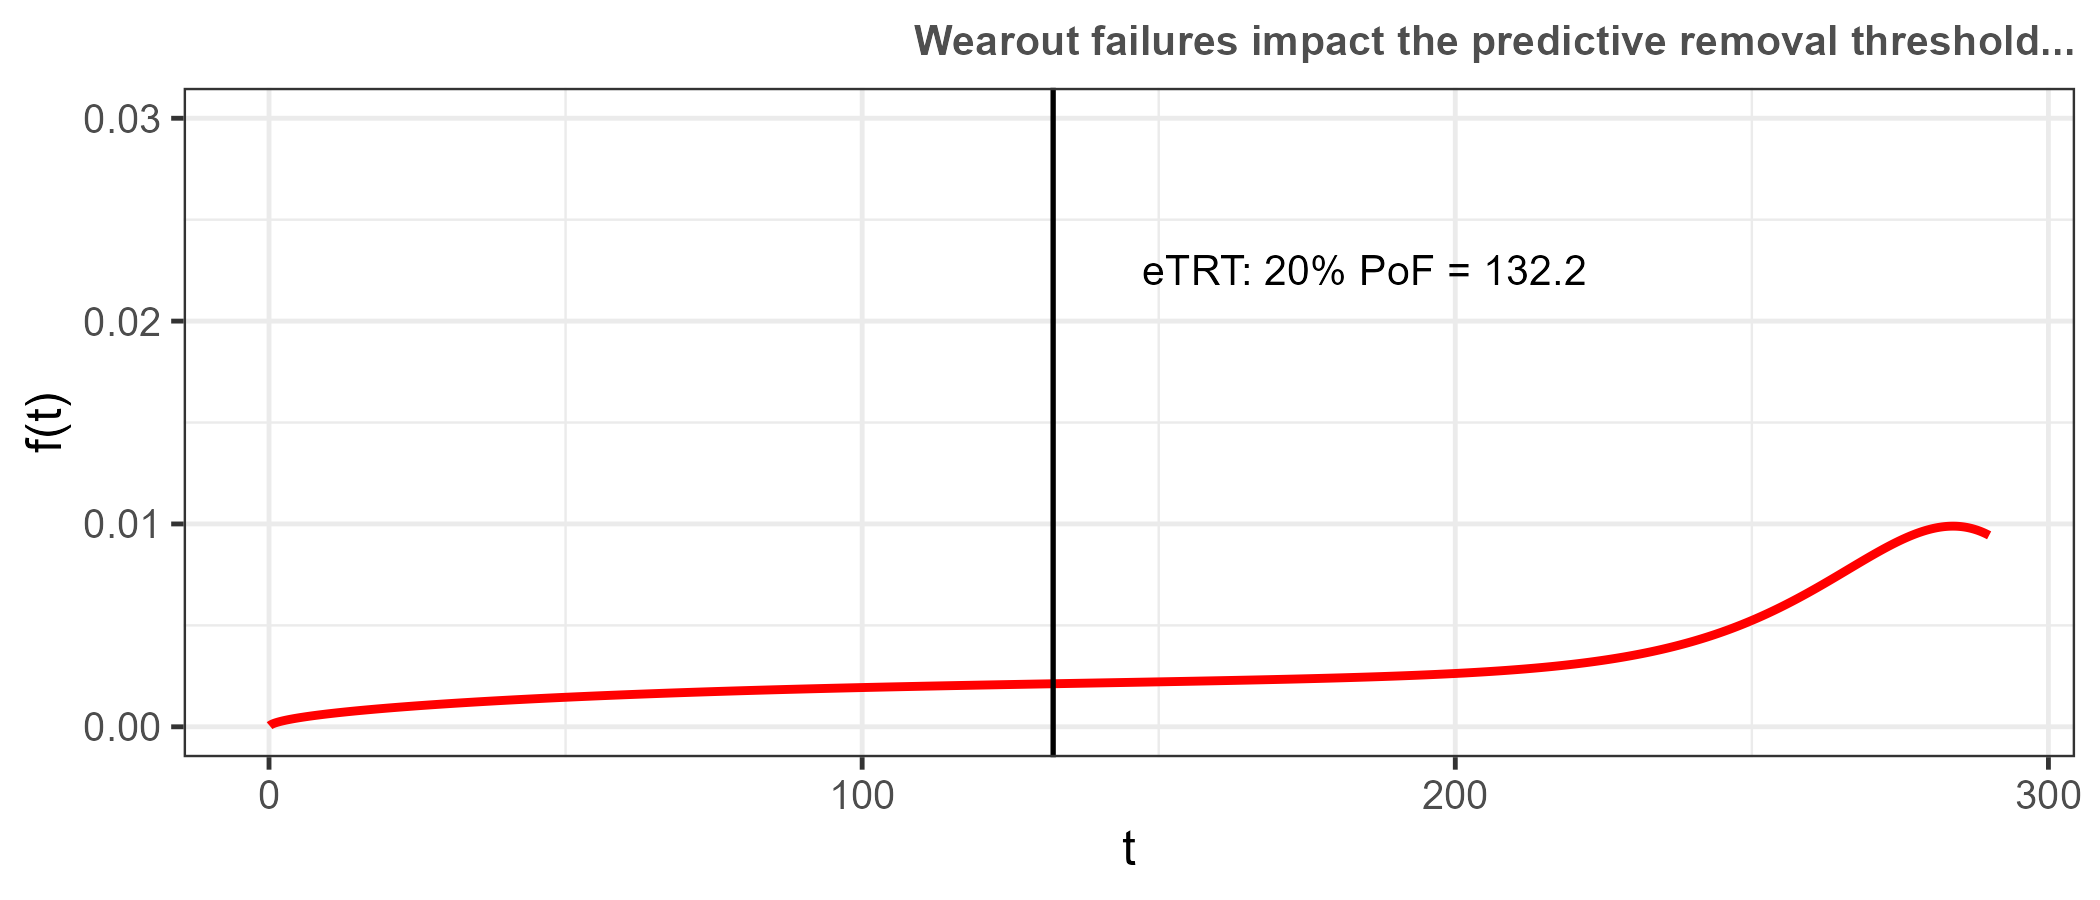 Wearout failures impact the predictive removal threshold...
0.03
0.02
0.01
0.00
f(t)
eTRT: 20% PoF = 132.2
0 100 200 300
t